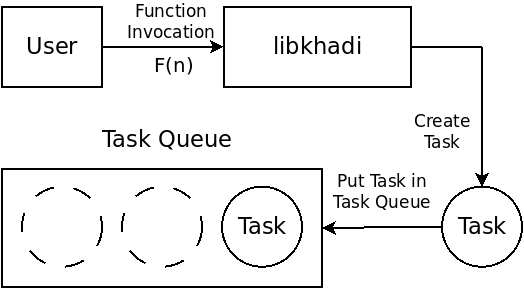 User
Function
Invocation
F(n)
libkhadi
Create
Task
Task Queue
Put Task in
Task Queue
Task
Task